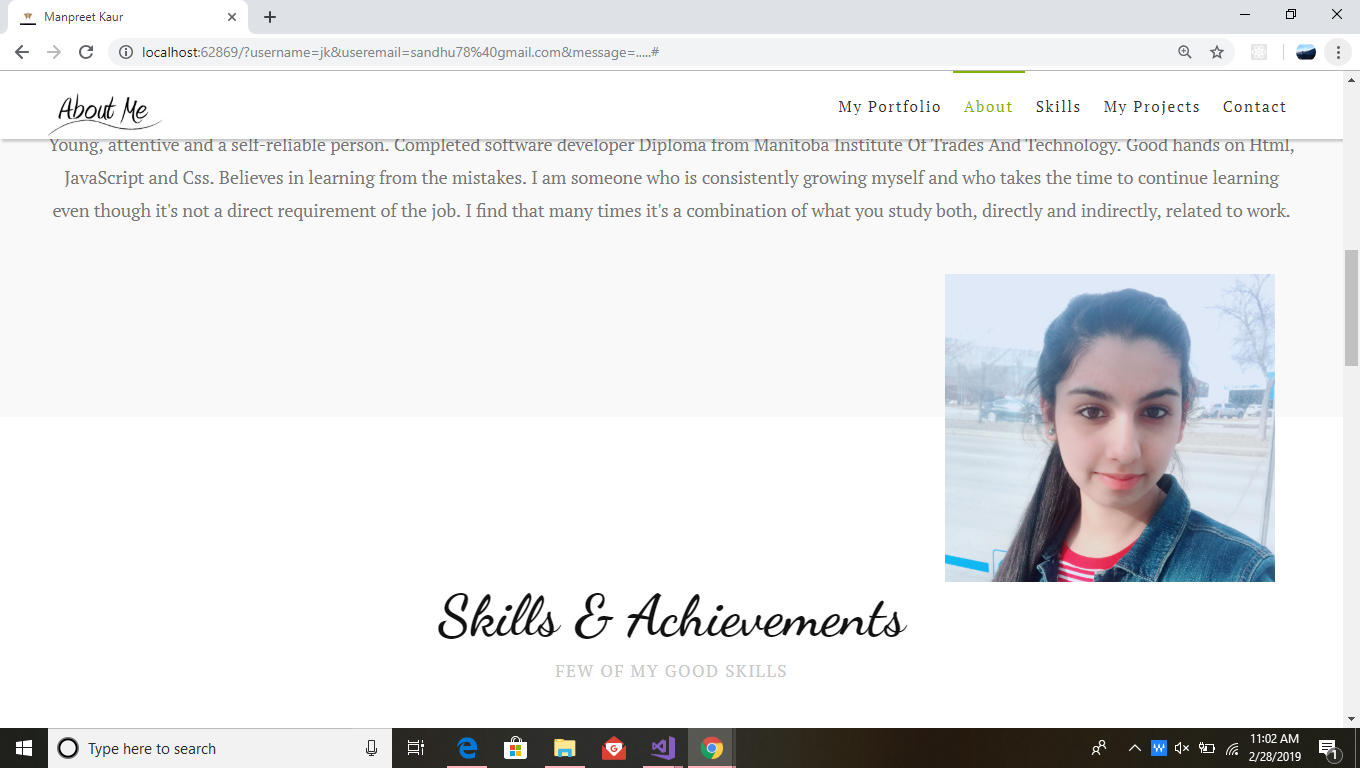 Manpreet Kaur
localhost:62869/?username=jk&useremail=sandhu78%40gmail.com&message=.....#
About Me
My Portfolio About Skills My Projects Contact
Young, attentive and a self-reliable person. Completed software developer Diploma from Manitoba Institute Of Trades And Technology. Good hands on Html,
JavaScript and Css. Believes in learning from the mistakes. I am someone who is consistently growing myself and who takes the time to continue learning
even though it's not a direct requirement of the job. I find that many times it's a combination of what you study both, directly and indirectly, related to work.
Skills & Achievements
FEW OF MY GOOD SKILLS
Type here to search
G
W
11:02 AM
2/28/2019
1